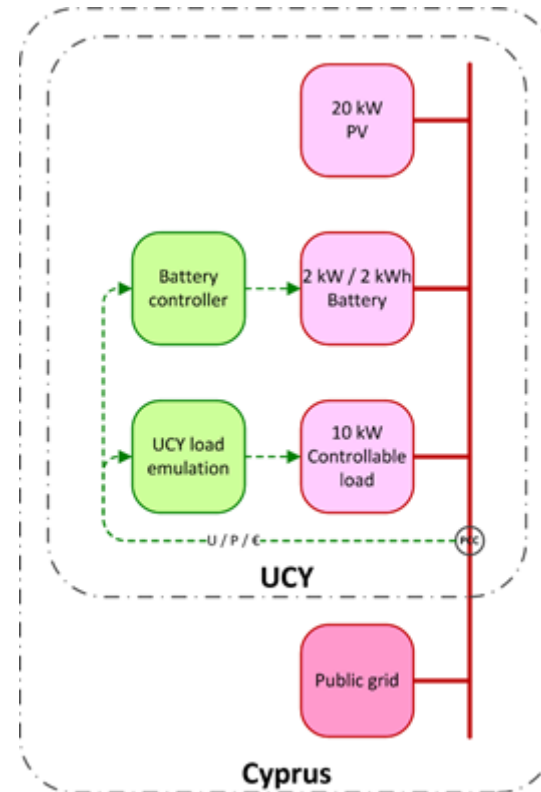 20 kW
PV
Battery
controller
2 kW / 2 kWh
Battery
UCY load
emulation
10 kW
Controllable
load
U / P / €
PCC
UCY
Public grid
Cyprus